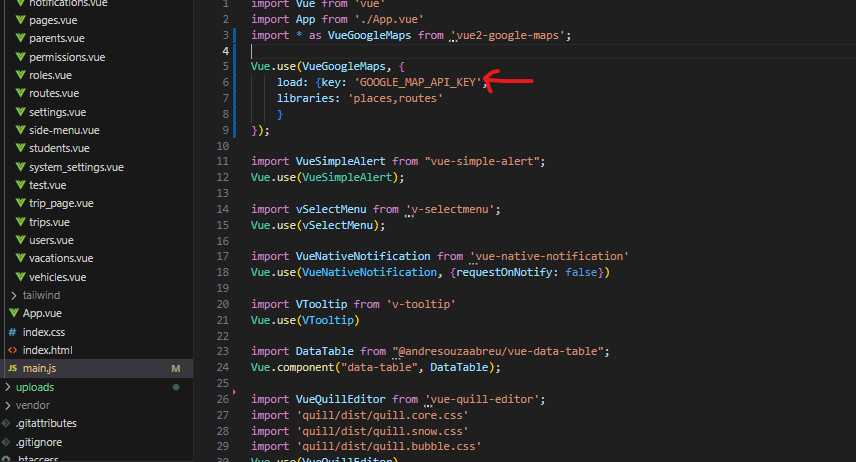 notifications.vue
pages.vue
parents.vue
permissions.vue
roles.vue
routes.vue
settings.vue
side-menu.vue
students.vue
system_settings.vue
test.vue
trip_page.vue
trips.vue
users.vue
vacations.vue
vehicles.vue
tailwind
App.vue
index.css
index.html
JS main.js M
uploads
vendor
.gitattributes
.gitignore
.htaccess
1 import Vue from 'vue'
2 import App from './App.vue'
3 import * as VueGoogleMaps from 'vue2-google-maps';
4
5 Vue.use(VueGoogleMaps, {
6 load: {key: 'GOOGLE_MAP_API_KEY',
7 libraries: 'places,routes'
8 }
9 });
10
11 import VueSimpleAlert from "vue-simple-alert";
12 Vue.use(VueSimpleAlert);
13
14 import vSelectMenu from 'v-selectmenu';
15 Vue.use(vSelectMenu);
16
17 import VueNativeNotification from 'vue-native-notification'
18 Vue.use(VueNativeNotification, {requestOnNotify: false})
19
20 import VTooltip from 'v-tooltip'
21 Vue.use(VTooltip)
22
23 import DataTable from "@andresouzaabreu/vue-data-table";
24 Vue.component("data-table", DataTable);
25
26 import VueQuillEditor from 'vue-quill-editor';
27 import 'quill/dist/quill.core.css'
28 import 'quill/dist/quill.snow.css'
29 import 'quill/dist/quill.bubble.css'
30 Vue.use(VueQuillEditor)